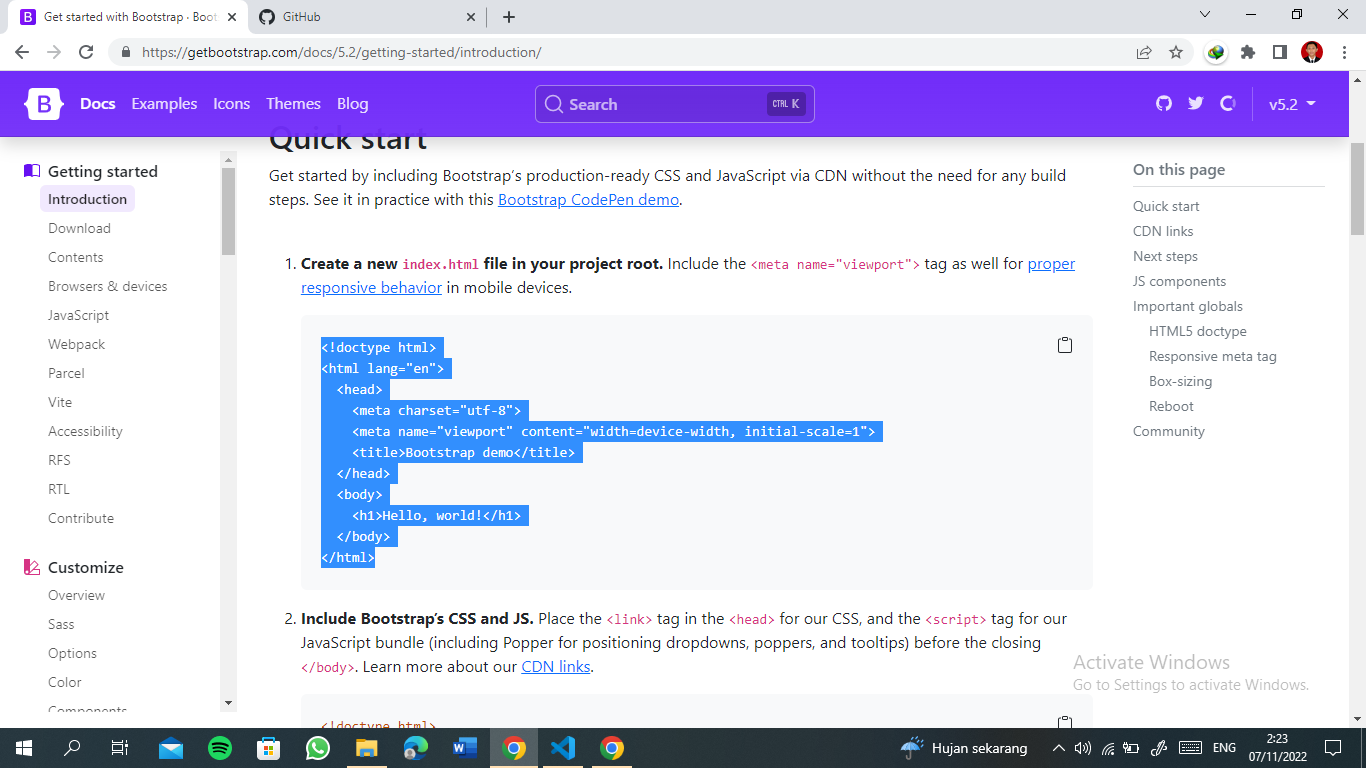 Get started with Bootstrap · Boot
GitHub
https://getbootstrap.com/docs/5.2/getting-started/introduction/
B Docs Examples Icons Themes Blog
Search CTRL K
v5.2
Getting started
Introduction
Download
Contents
Browsers & devices
JavaScript
Webpack
Parcel
Vite
Accessibility
RFS
RTL
Contribute
Customize
Overview
Sass
Options
Color
Components
Quick start
Get started by including Bootstrap’s production-ready CSS and JavaScript via CDN without the need for any build
steps. See it in practice with this Bootstrap CodePen demo.
1. Create a new index.html file in your project root. Include the <meta name="viewport"> tag as well for proper
responsive behavior in mobile devices.
<!doctype html>
<html lang="en">
  <head>
    <meta charset="utf-8">
    <meta name="viewport" content="width=device-width, initial-scale=1">
    <title>Bootstrap demo</title>
  </head>
  <body>
    <h1>Hello, world!</h1>
  </body>
</html>
2. Include Bootstrap’s CSS and JS. Place the <link> tag in the <head> for our CSS, and the <script> tag for our
JavaScript bundle (including Popper for positioning dropdowns, poppers, and tooltips) before the closing
</body>. Learn more about our CDN links.
<!doctype html>
On this page
Quick start
CDN links
Next steps
JS components
Important globals
HTML5 doctype
Responsive meta tag
Box-sizing
Reboot
Community
Activate Windows
Go to Settings to activate Windows.
Hujan sekarang
ENG
2:23
07/11/2022